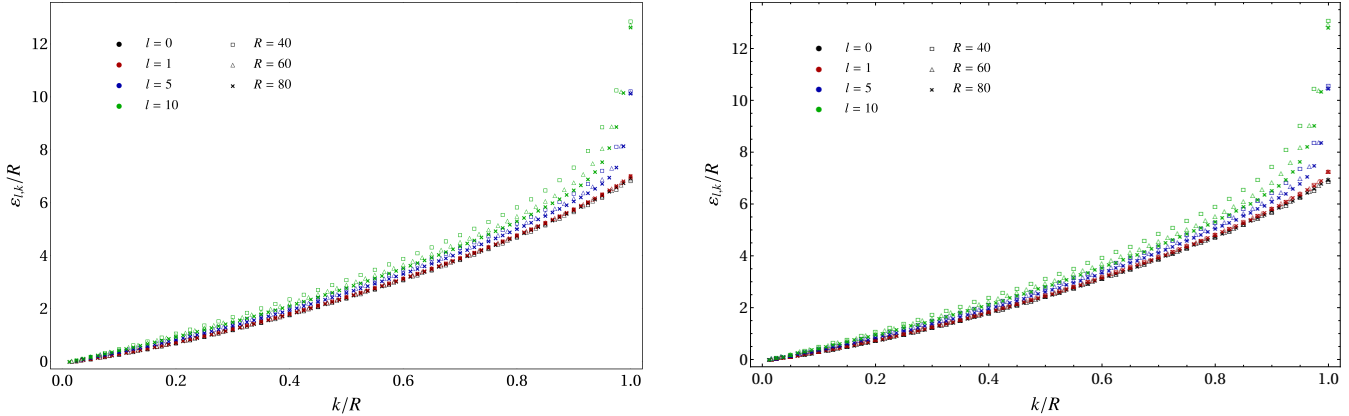 12
10
8
6
4
2
0
ε_{l,k}/R
l = 0
l = 1
l = 5
l = 10
R = 40
R = 60
R = 80
0.0 0.2 0.4 0.6 0.8 1.0
k/R
12
10
8
6
4
2
0
ε_{l,k}/R
l = 0
l = 1
l = 5
l = 10
R = 40
R = 60
R = 80
0.0 0.2 0.4 0.6 0.8 1.0
k/R